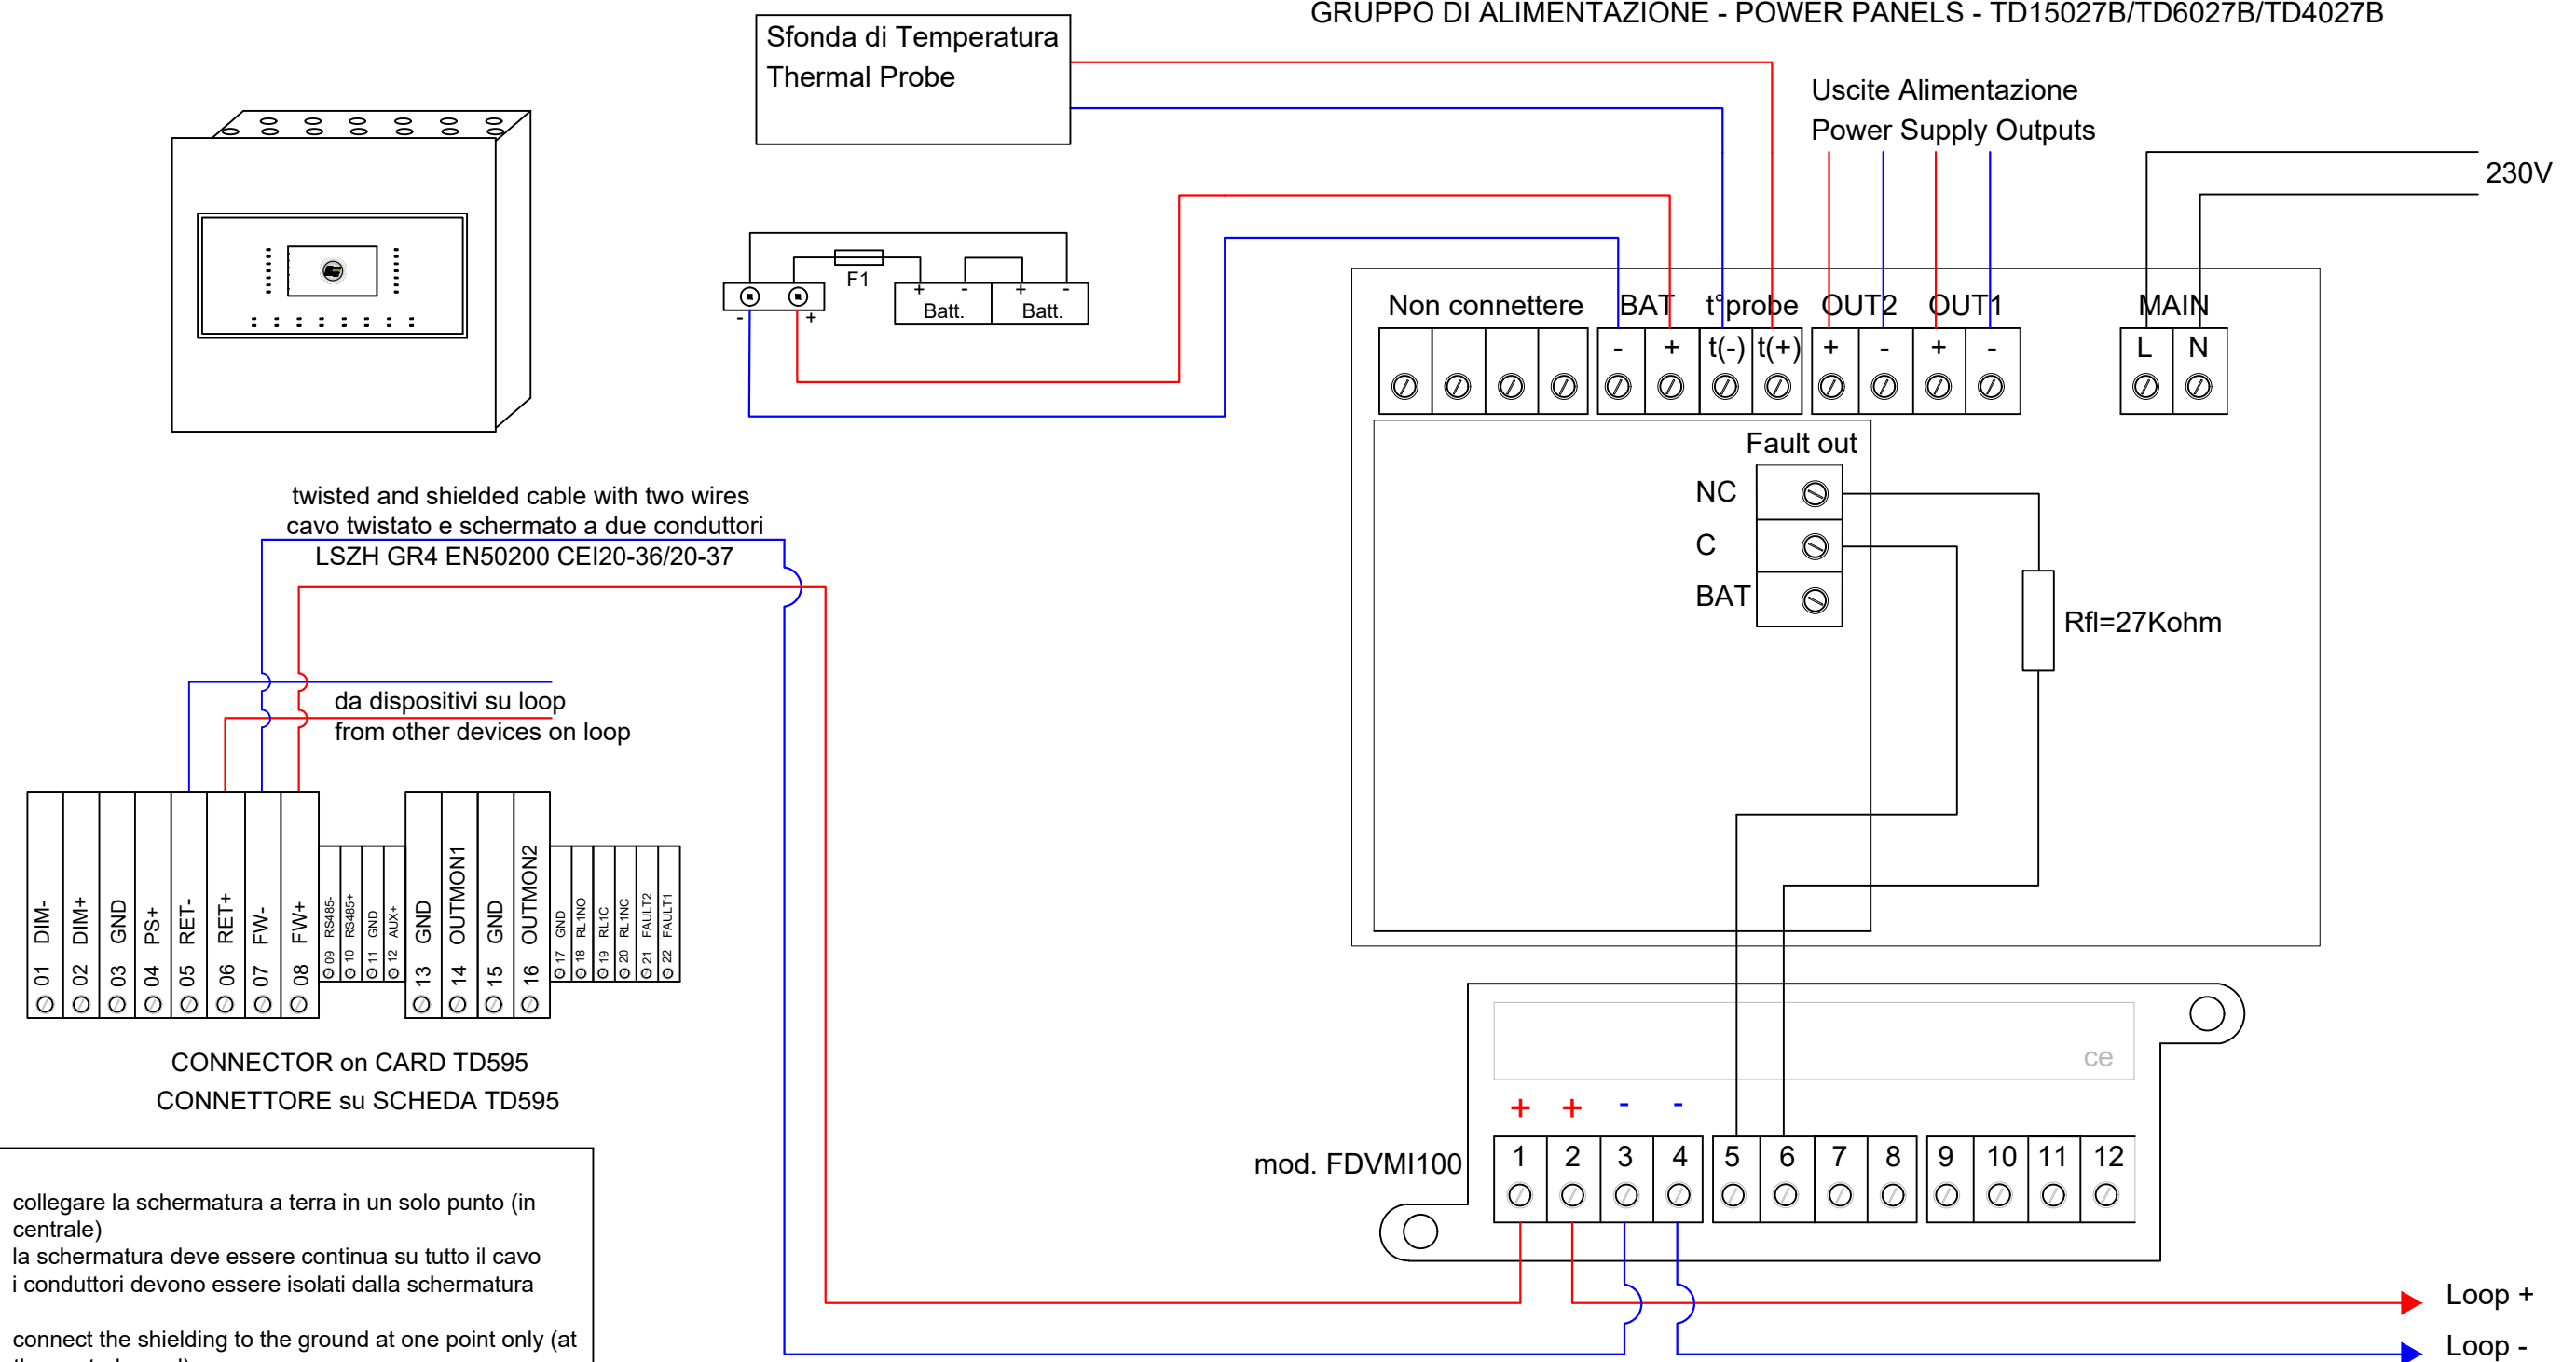 GRUPPO DI ALIMENTAZIONE - POWER PANELS - TD15027B/TD6027B/TD4027B
Sfonda di Temperatura
Thermal Probe
Uscite Alimentazione
Power Supply Outputs
230V
F1
+ - + -
Batt. Batt.
- +
Non connettere BAT t°probe OUT2 OUT1 MAIN
- + t(-) t(+) + - + - L N
Fault out
NC
C
BAT
Rfl=27Kohm
twisted and shielded cable with two wires
cavo twistato e schermato a due conduttori
LSZH GR4 EN50200 CEI20-36/20-37
da dispositivi su loop
from other devices on loop
01 DIM-
02 DIM+
03 GND
04 PS+
05 RET-
06 RET+
07 FW-
08 FW+
09 RS485-
10 RS485+
11 GND
12 AUX+
13 GND
14 OUTMON1
15 GND
16 OUTMON2
17 GND
18 RL1NO
19 RL1C
20 RL1NC
21 FAULT2
22 FAULT1
CONNECTOR on CARD TD595
CONNETTORE su SCHEDA TD595
ce
+ + - -
mod. FDVMI100
1 2 3 4 5 6 7 8 9 10 11 12
Loop +
Loop -
collegare la schermatura a terra in un solo punto (in
centrale)
la schermatura deve essere continua su tutto il cavo
i conduttori devono essere isolati dalla schermatura
connect the shielding to the ground at one point only (at